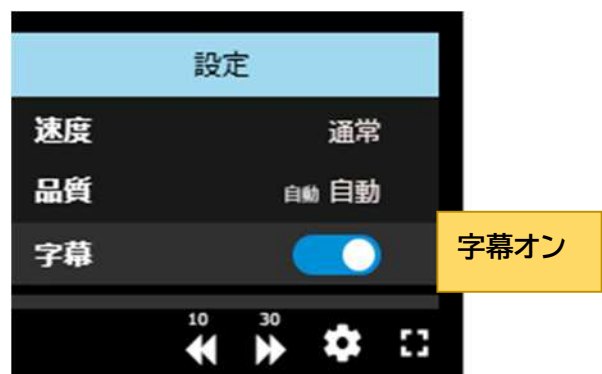 設定
速度 通常
品質 自動 自動
字幕
字幕オン
10 30